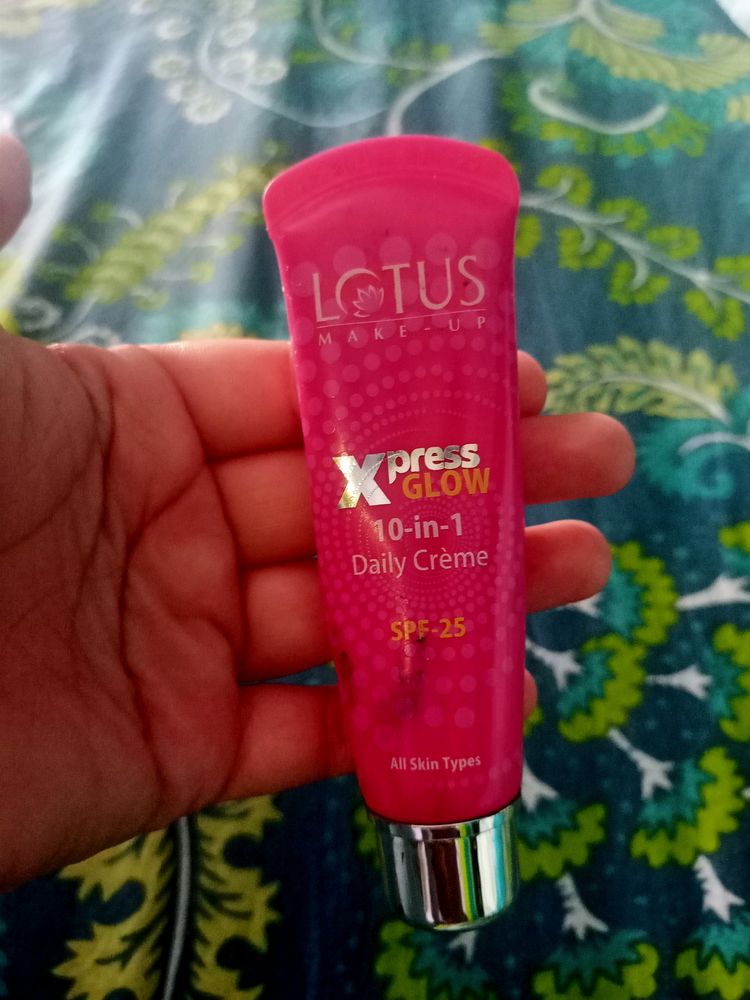 LOTUS
MAKE-UP
Xpress
GLOW
10-in-1
Daily Crème
SPF-25
All Skin Types